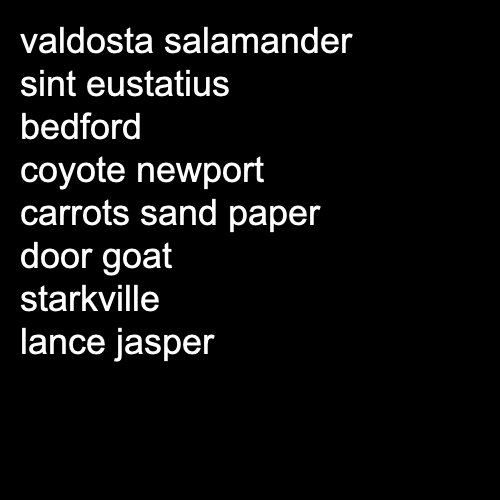 valdosta salamander
sint eustatius
bedford
coyote newport
carrots sand paper
door goat
starkville
lance jasper